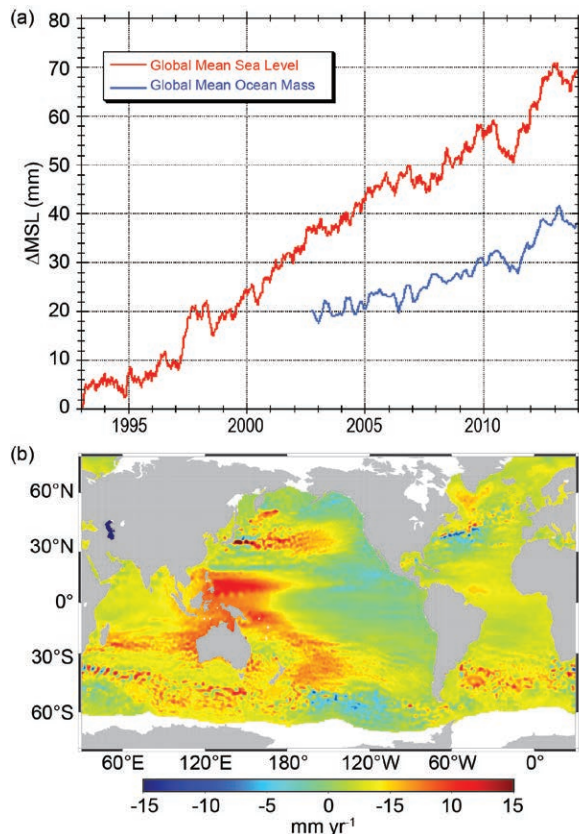 (a)
80
70
60
50
40
30
20
10
0
ΔMSL (mm)
Global Mean Sea Level
Global Mean Ocean Mass
1995 2000 2005 2010
(b)
60°N
30°N
0°
30°S
60°S
60°E 120°E 180° 120°W 60°W 0°
-15 -10 -5 0 -15 10 15
mm yr⁻¹